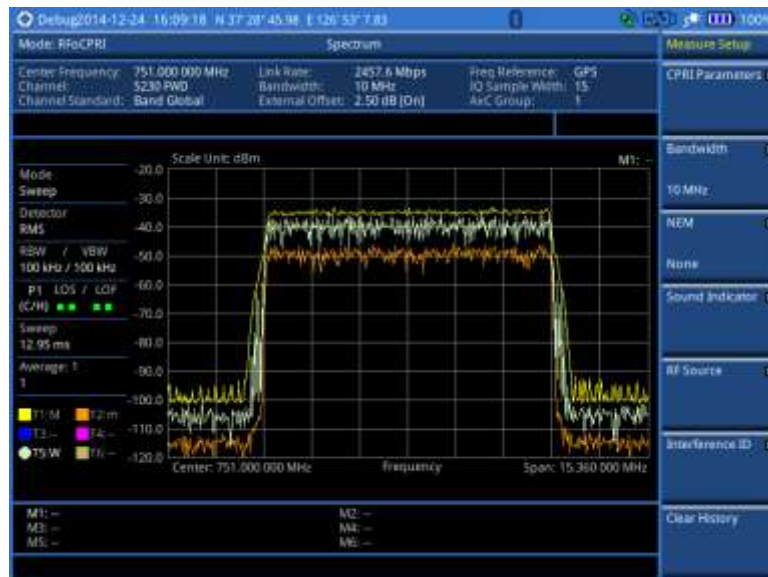 Debug2014-12-24 16:09:18 N 37°28'45.98 E 126°53'7.83 100%
Mode: RFoCPRI Spectrum Measure Setup
Center Frequency: 751.000 000 MHz Link Rate: 2457.6 Mbps Freq Reference: GPS
Channel: 5230 FWD Bandwidth: 10 MHz IQ Sample Width: 15
Channel Standard: Band Global External Offset: 2.50 dB [On] AxC Group: 1
CPRI Parameters
Scale Unit: dBm M1: --
Mode
Sweep
Detector
RMS
RBW / VBW
100 kHz / 100 kHz
P1 LOS / LOF
(C/H)
Sweep
12.95 ms
Average: 1
1
T1:M T2:m
T3:-- T4:--
T5:W T6:--
-20.0
-30.0
-40.0
-50.0
-60.0
-70.0
-80.0
-90.0
-100.0
-110.0
-120.0
Center: 751.000 000 MHz Frequency Span: 15.360 000 MHz
Bandwidth
10 MHz
NEM
None
Sound Indicator
RF Source
Interference ID
Clear History
M1: -- M2: --
M3: -- M4: --
M5: -- M6: --